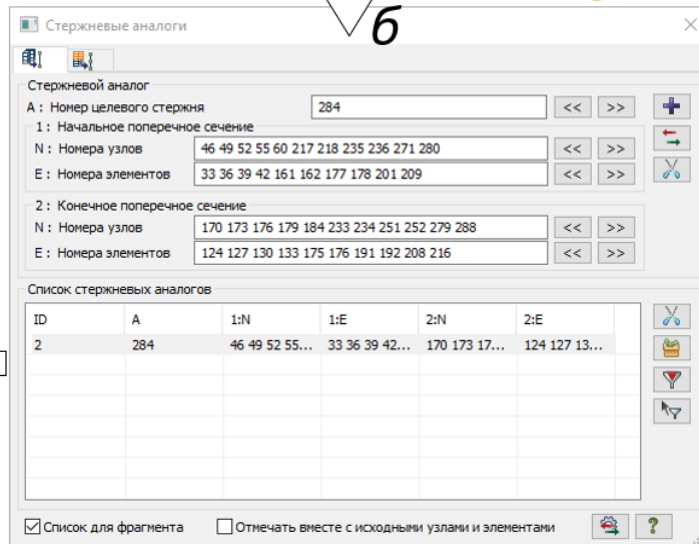 б
Стержневые аналоги
Стержневой аналог
A : Номер целевого стержня 284 << >>
1 : Начальное поперечное сечение
N : Номера узлов 46 49 52 55 60 217 218 235 236 271 280 << >>
E : Номера элементов 33 36 39 42 161 162 177 178 201 209 << >>
2 : Конечное поперечное сечение
N : Номера узлов 170 173 176 179 184 233 234 251 252 279 288 << >>
E : Номера элементов 124 127 130 133 175 176 191 192 208 216 << >>
Список стержневых аналогов
ID A 1:N 1:E 2:N 2:E
2 284 46 49 52 55... 33 36 39 42... 170 173 17... 124 127 13...
Список для фрагмента Отмечать вместе с исходными узлами и элементами ?